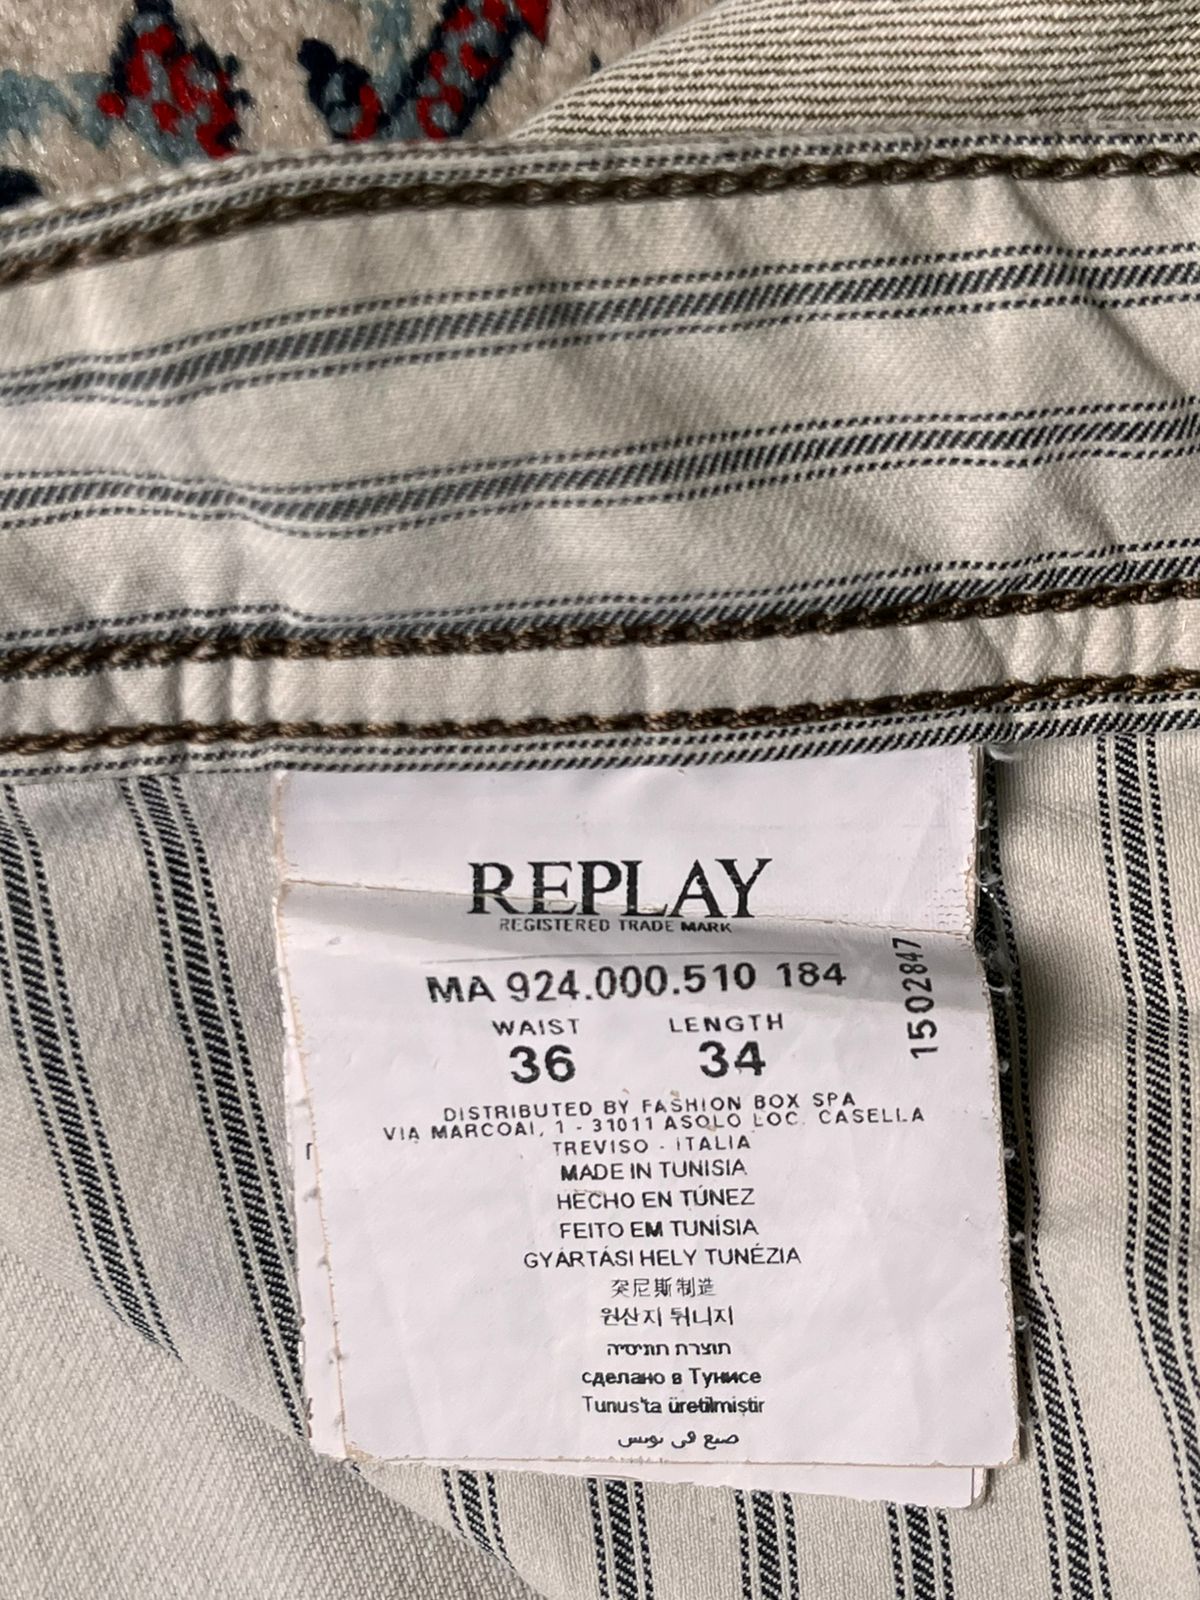 REPLAY
REGISTERED TRADE MARK
MA 924.000.510 184
1502847
WAIST LENGTH
36 34
DISTRIBUTED BY FASHION BOX SPA
VIA MARCOAI, 1 - 31011 ASOLO LOC. CASELLA
TREVISO - ITALIA
MADE IN TUNISIA
HECHO EN TÚNEZ
FEITO EM TUNÍSIA
GYÁRTÁSI HELY TUNÉZIA
突尼斯制造
원산지 튀니지
תוצרת תוניסיה
сделано в Тунисе
Tunus'ta üretilmiştir
صنع في تونس